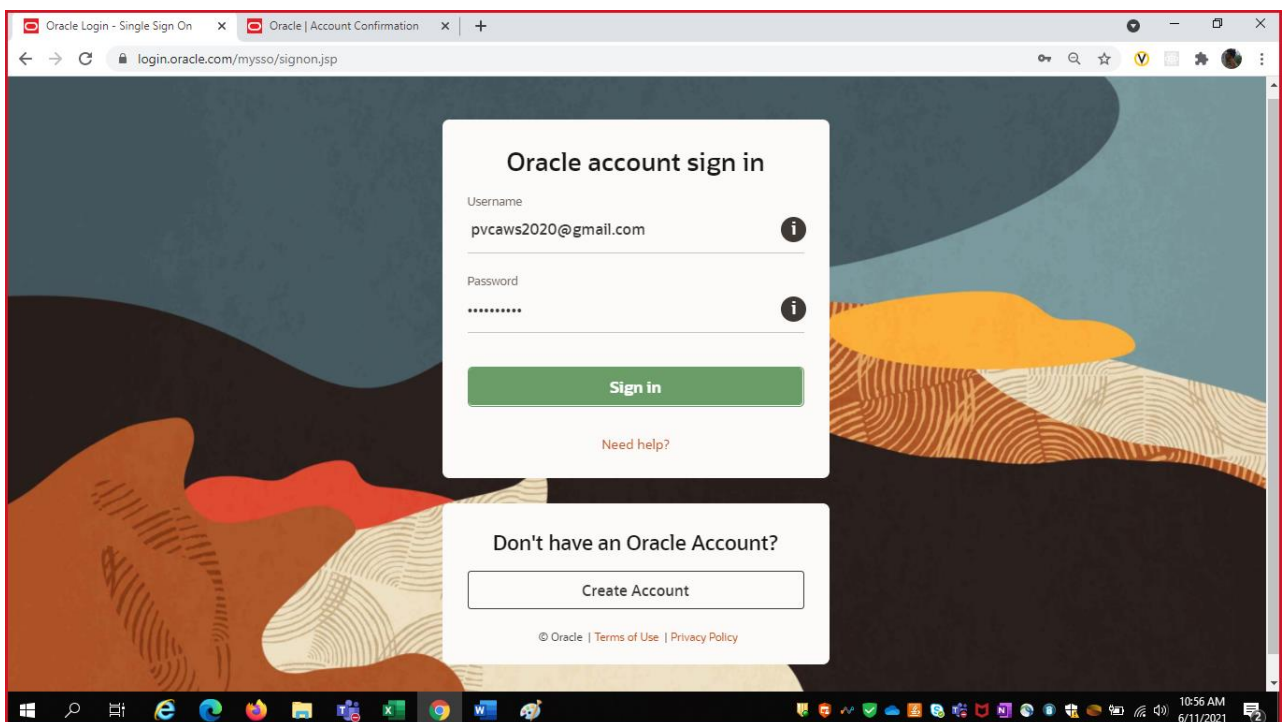 Oracle Login - Single Sign On
Oracle | Account Confirmation
login.oracle.com/mysso/signon.jsp
Oracle account sign in
Username
pvcaws2020@gmail.com
Password
••••••••••
Sign in
Need help?
Don't have an Oracle Account?
Create Account
© Oracle | Terms of Use | Privacy Policy
10:56 AM
6/11/2021